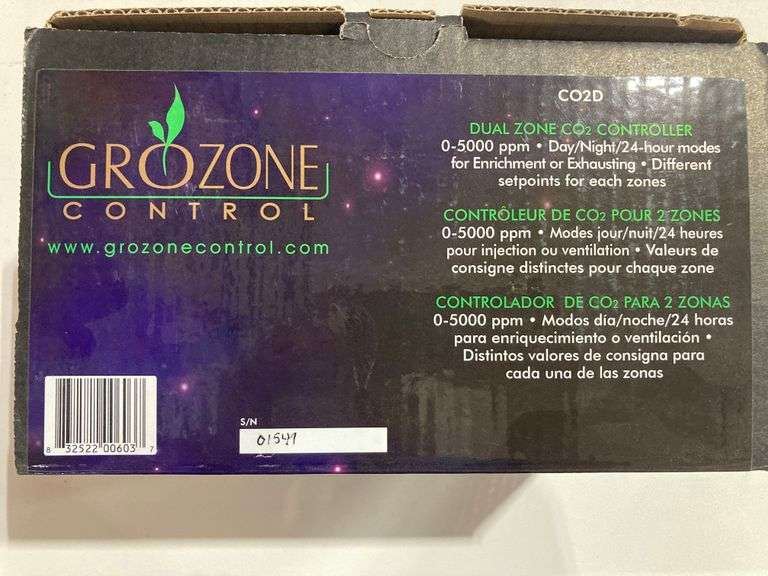 GROZONE
CONTROL
www.grozonecontrol.com
CO2D
DUAL ZONE CO2 CONTROLLER
0-5000 ppm • Day/Night/24-hour modes
for Enrichment or Exhausting • Different
setpoints for each zones
CONTRÔLEUR DE CO2 POUR 2 ZONES
0-5000 ppm • Modes jour/nuit/24 heures
pour injection ou ventilation • Valeurs de
consigne distinctes pour chaque zone
CONTROLADOR DE CO2 PARA 2 ZONAS
0-5000 ppm • Modos día/noche/24 horas
para enriquecimiento o ventilación •
Distintos valores de consigna para
cada una de las zonas
8 32522 00603 7
S/N